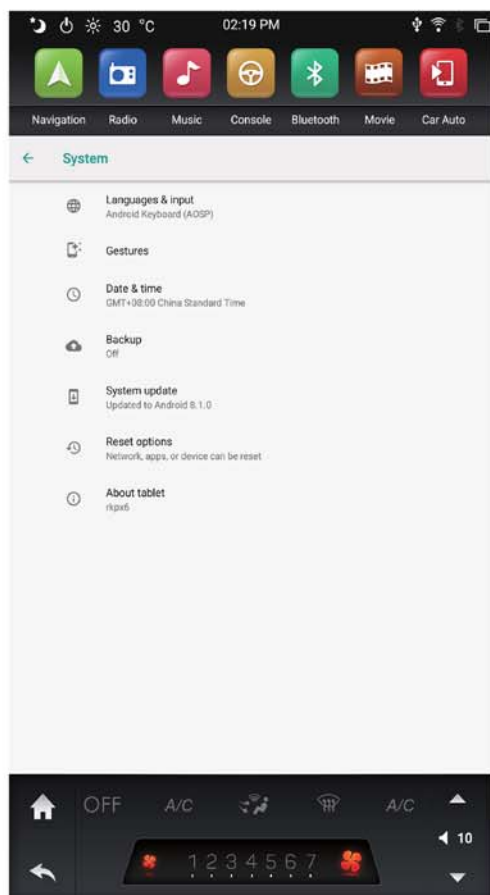 30 °C
02:19 PM
Navigation Radio Music Console Bluetooth Movie Car Auto
System
Languages & input
Android Keyboard (AOSP)
Gestures
Date & time
GMT+08:00 China Standard Time
Backup
Off
System update
Updated to Android 8.1.0
Reset options
Network, apps, or device can be reset
About tablet
rkpx6
OFF A/C A/C
10
1 2 3 4 5 6 7